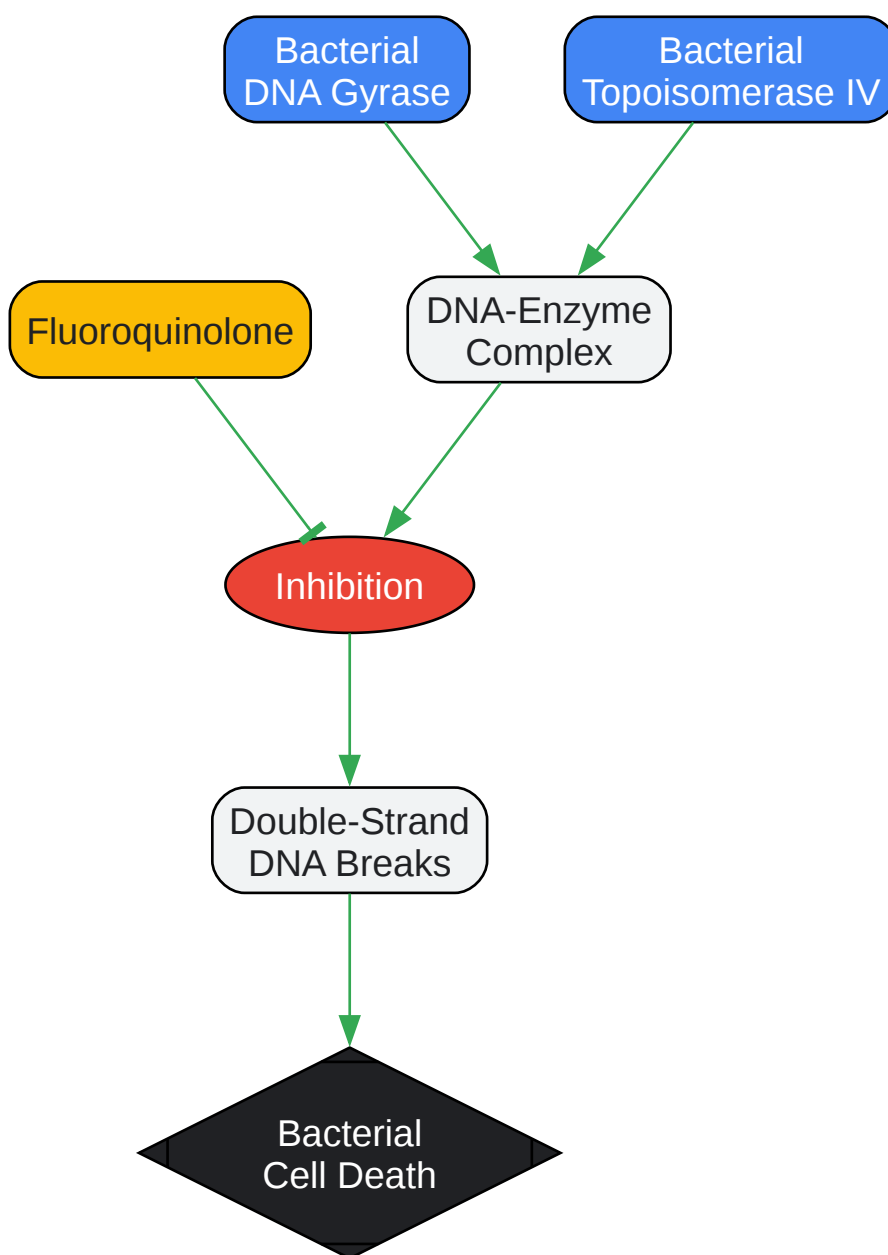 Bacterial
DNA Gyrase
Bacterial
Topoisomerase IV
Fluoroquinolone
DNA-Enzyme
Complex
Inhibition
Double-Strand
DNA Breaks
Bacterial
Cell Death